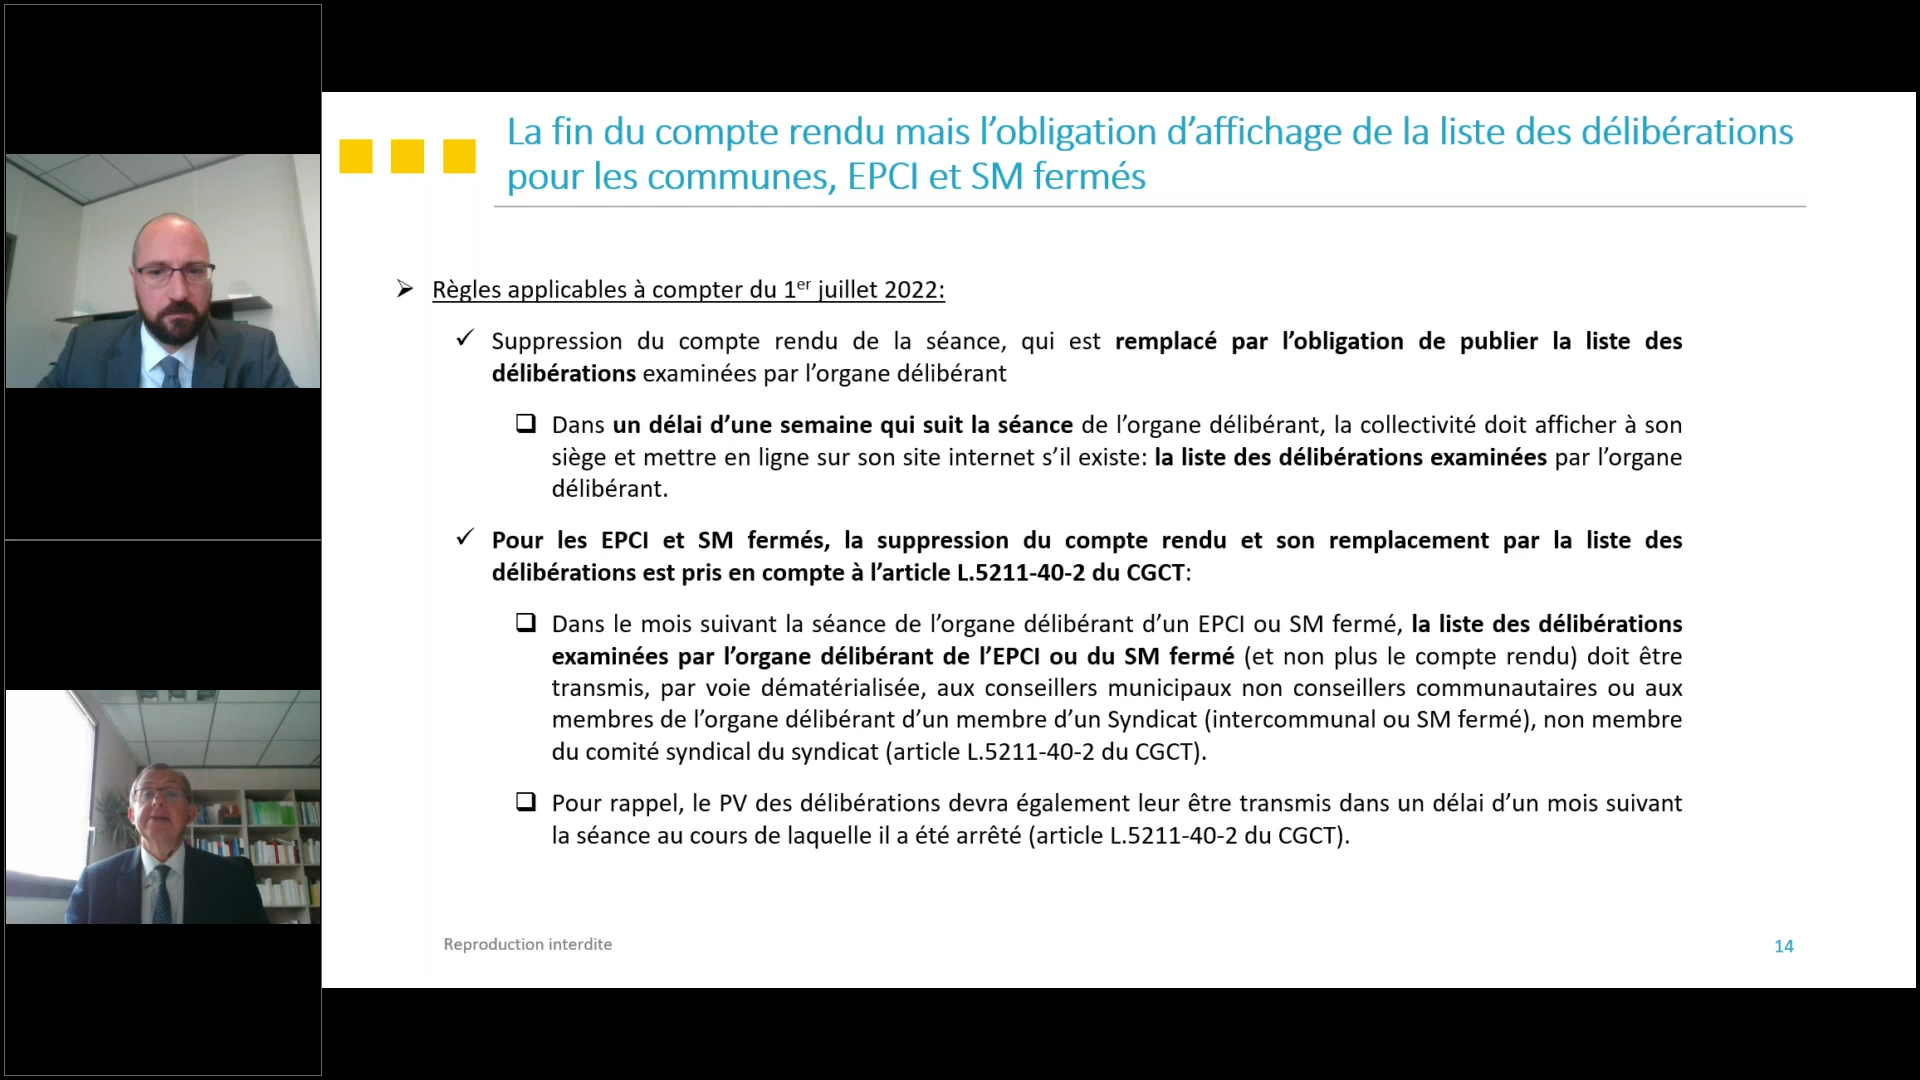 La fin du compte rendu mais l’obligation d’affichage de la liste des délibérations
pour les communes, EPCI et SM fermés
Règles applicables à compter du 1er juillet 2022:
Suppression du compte rendu de la séance, qui est remplacé par l’obligation de publier la liste des
délibérations examinées par l’organe délibérant
Dans un délai d’une semaine qui suit la séance de l’organe délibérant, la collectivité doit afficher à son
siège et mettre en ligne sur son site internet s’il existe: la liste des délibérations examinées par l’organe
délibérant.
Pour les EPCI et SM fermés, la suppression du compte rendu et son remplacement par la liste des
délibérations est pris en compte à l’article L.5211-40-2 du CGCT:
Dans le mois suivant la séance de l’organe délibérant d’un EPCI ou SM fermé, la liste des délibérations
examinées par l’organe délibérant de l’EPCI ou du SM fermé (et non plus le compte rendu) doit être
transmis, par voie dématérialisée, aux conseillers municipaux non conseillers communautaires ou aux
membres de l’organe délibérant d’un membre d’un Syndicat (intercommunal ou SM fermé), non membre
du comité syndical du syndicat (article L.5211-40-2 du CGCT).
Pour rappel, le PV des délibérations devra également leur être transmis dans un délai d’un mois suivant
la séance au cours de laquelle il a été arrêté (article L.5211-40-2 du CGCT).
Reproduction interdite
14